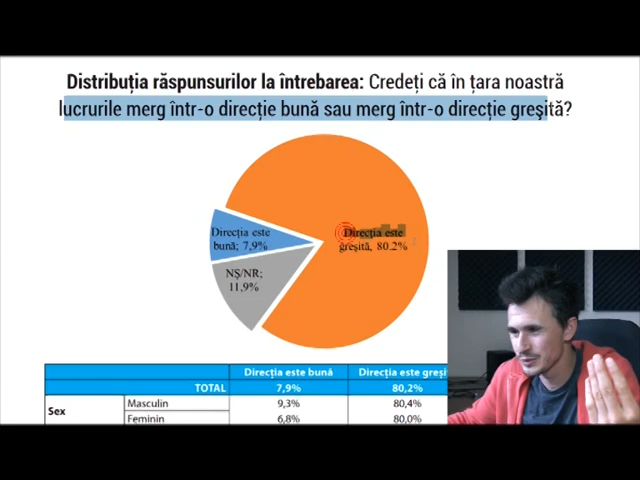 Distribuția răspunsurilor la întrebarea: Credeți că în țara noastră
lucrurile merg într-o direcție bună sau merg într-o direcție greșită?
Direcția este
bună; 7,9%
Direcția este
greșită, 80.2%
NȘ/NR;
11,9%
Direcția este bună Direcția este greși
TOTAL 7,9% 80,2%
Sex Masculin 9,3% 80,4%
Feminin 6,8% 80,0%